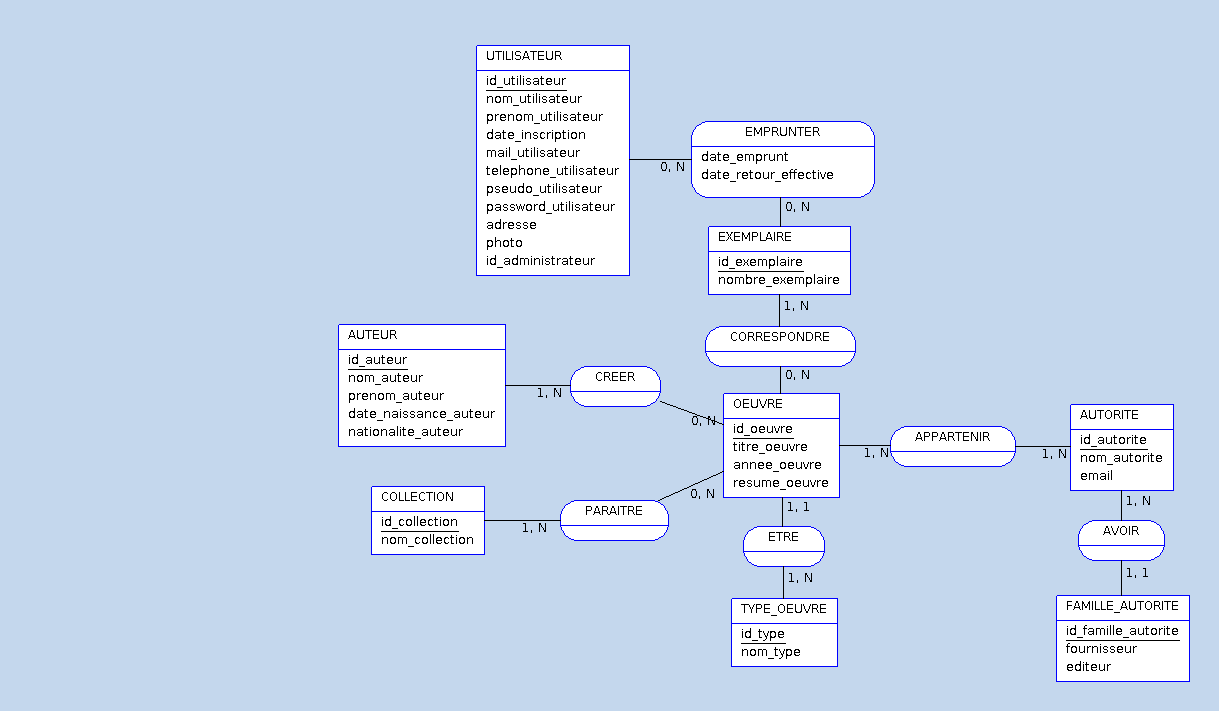 UTILISATEUR
id_utilisateur
nom_utilisateur
prenom_utilisateur
date_inscription
mail_utilisateur
telephone_utilisateur
pseudo_utilisateur
password_utilisateur
adresse
photo
id_administrateur
0, N
EMPRUNTER
date_emprunt
date_retour_effective
0, N
EXEMPLAIRE
id_exemplaire
nombre_exemplaire
1, N
CORRESPONDRE
0, N
AUTEUR
id_auteur
nom_auteur
prenom_auteur
date_naissance_auteur
nationalite_auteur
1, N
CREER
0, N
OEUVRE
id_oeuvre
titre_oeuvre
annee_oeuvre
resume_oeuvre
1, N
APPARTENIR
1, N
AUTORITE
id_autorite
nom_autorite
email
COLLECTION
id_collection
nom_collection
1, N
PARAITRE
0, N
1, 1
ETRE
1, N
TYPE_OEUVRE
id_type
nom_type
1, N
AVOIR
1, 1
FAMILLE_AUTORITE
id_famille_autorite
fournisseur
editeur